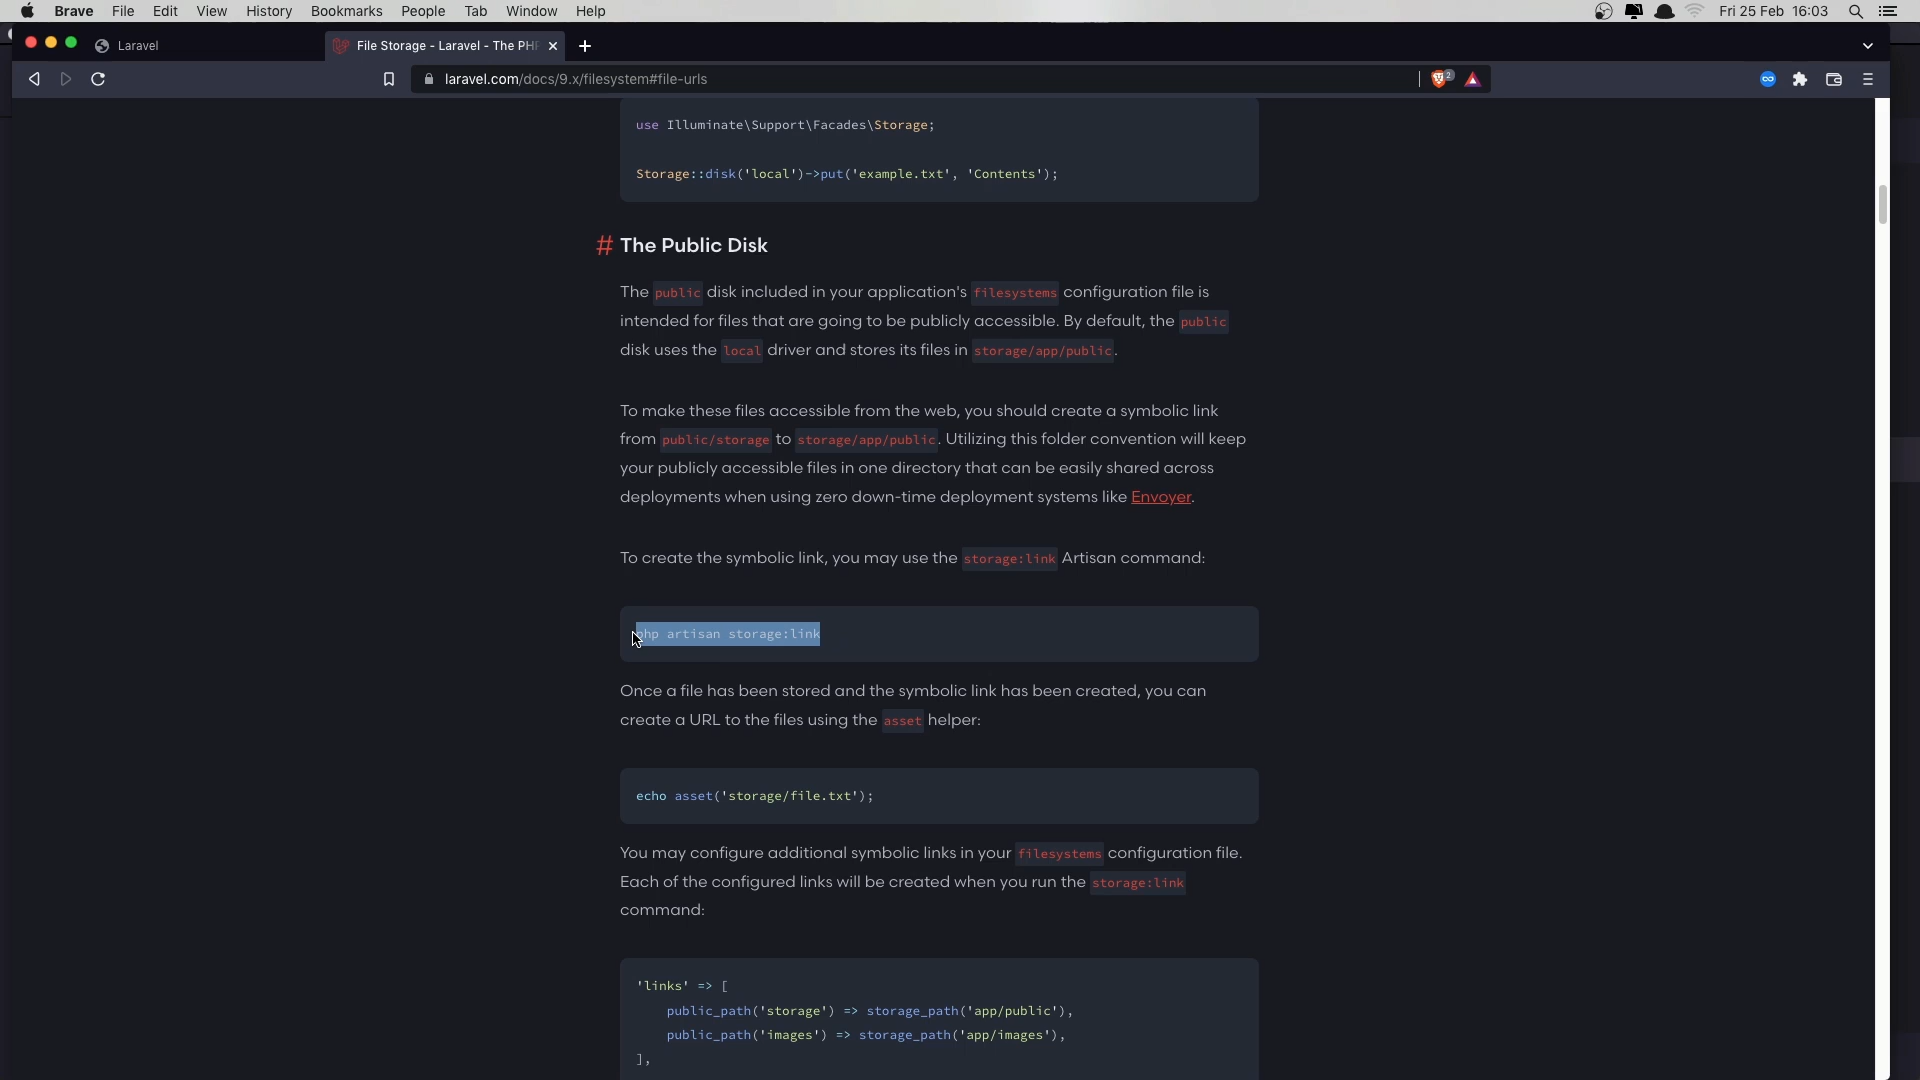 Brave File Edit View History Bookmarks People Tab Window Help Fri 25 Feb 16:03
Laravel File Storage - Laravel - The PHP
laravel.com/docs/9.x/filesystem#file-urls 2
use Illuminate\Support\Facades\Storage;
Storage::disk('local')->put('example.txt', 'Contents');
# The Public Disk
The public disk included in your application's filesystems configuration file is
intended for files that are going to be publicly accessible. By default, the public
disk uses the local driver and stores its files in storage/app/public.
To make these files accessible from the web, you should create a symbolic link
from public/storage to storage/app/public. Utilizing this folder convention will keep
your publicly accessible files in one directory that can be easily shared across
deployments when using zero down-time deployment systems like Envoyer.
To create the symbolic link, you may use the storage:link Artisan command:
php artisan storage:link
Once a file has been stored and the symbolic link has been created, you can
create a URL to the files using the asset helper:
echo asset('storage/file.txt');
You may configure additional symbolic links in your filesystems configuration file.
Each of the configured links will be created when you run the storage:link
command:
'links' => [
public_path('storage') => storage_path('app/public'),
public_path('images') => storage_path('app/images'),
],